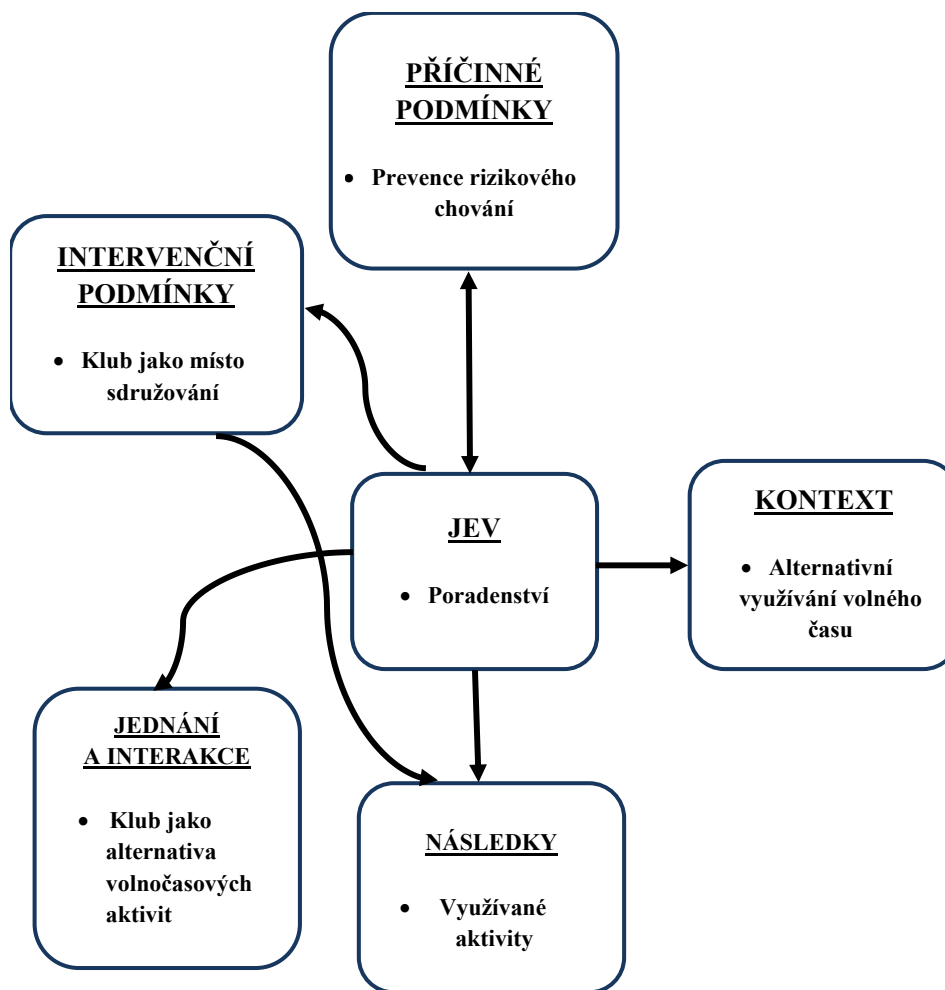 PŘÍČINNÉ
PODMÍNKY
• Prevence rizikového
chování
INTERVENČNÍ
PODMÍNKY
• Klub jako místo
sdružování
JEV
• Poradenství
KONTEXT
• Alternativní
využívání volného
času
JEDNÁNÍ
A INTERAKCE
• Klub jako
alternativa
volnočasových
aktivit
NÁSLEDKY
• Využívané
aktivity